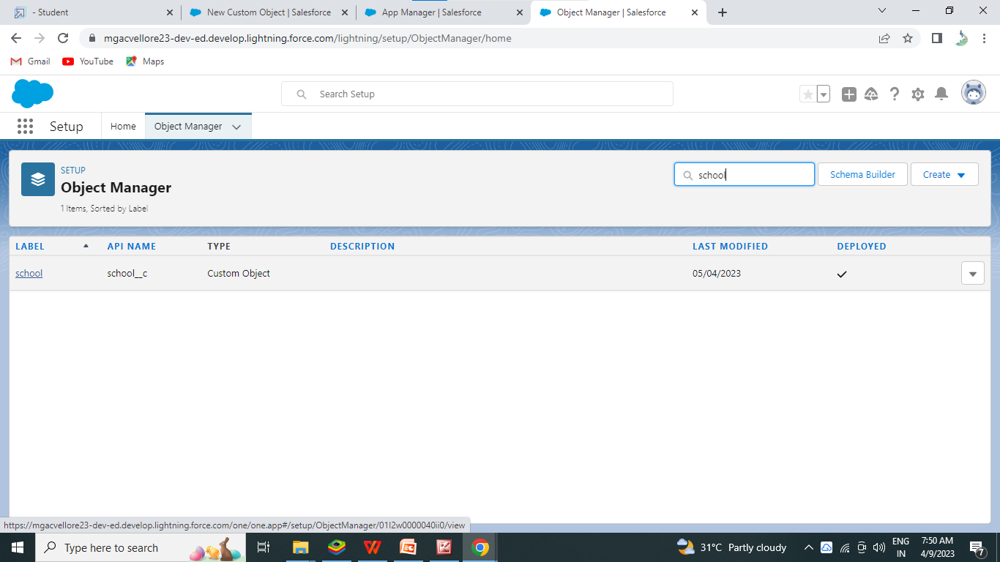 - Student
New Custom Object | Salesforce
App Manager | Salesforce
Object Manager | Salesforce
mgacvellore23-dev-ed.develop.lightning.force.com/lightning/setup/ObjectManager/home
Gmail
YouTube
Maps
Search Setup
Setup
Home
Object Manager
SETUP
Object Manager
1 Items, Sorted by Label
school
Schema Builder
Create
LABEL
API NAME
TYPE
DESCRIPTION
LAST MODIFIED
DEPLOYED
school
school__c
Custom Object
05/04/2023
https://mgacvellore23-dev-ed.develop.lightning.force.com/one/one.app#/setup/ObjectManager/01I2w0000040ii0/view
Type here to search
31°C Partly cloudy
ENG
IN
7:50 AM
4/9/2023
7